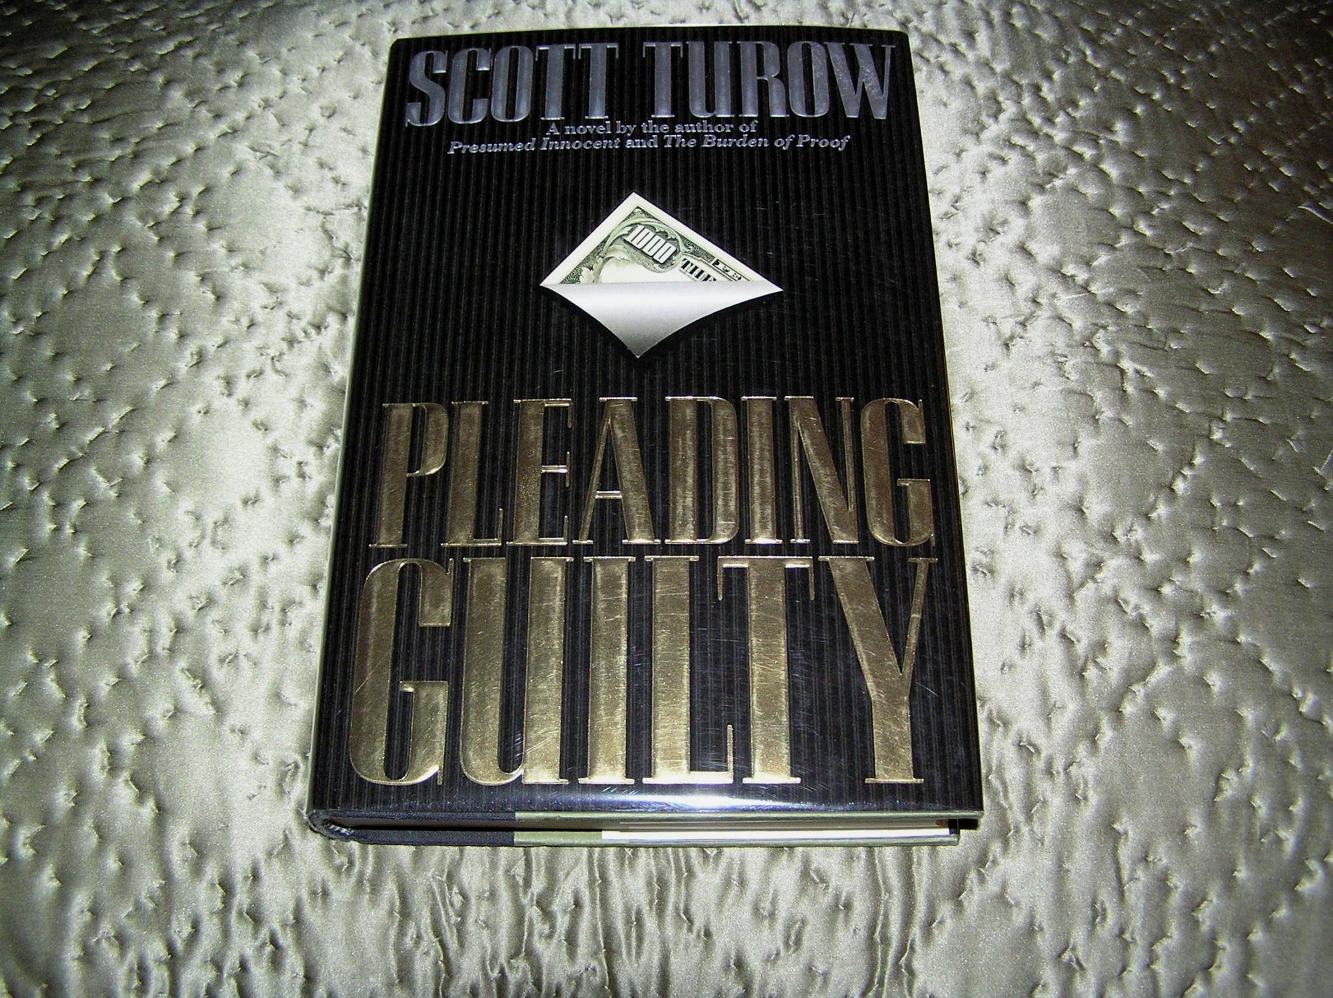 SCOTT TUROW
A novel by the author of
Presumed Innocent and The Burden of Proof
1000
PLEADING
GUILTY